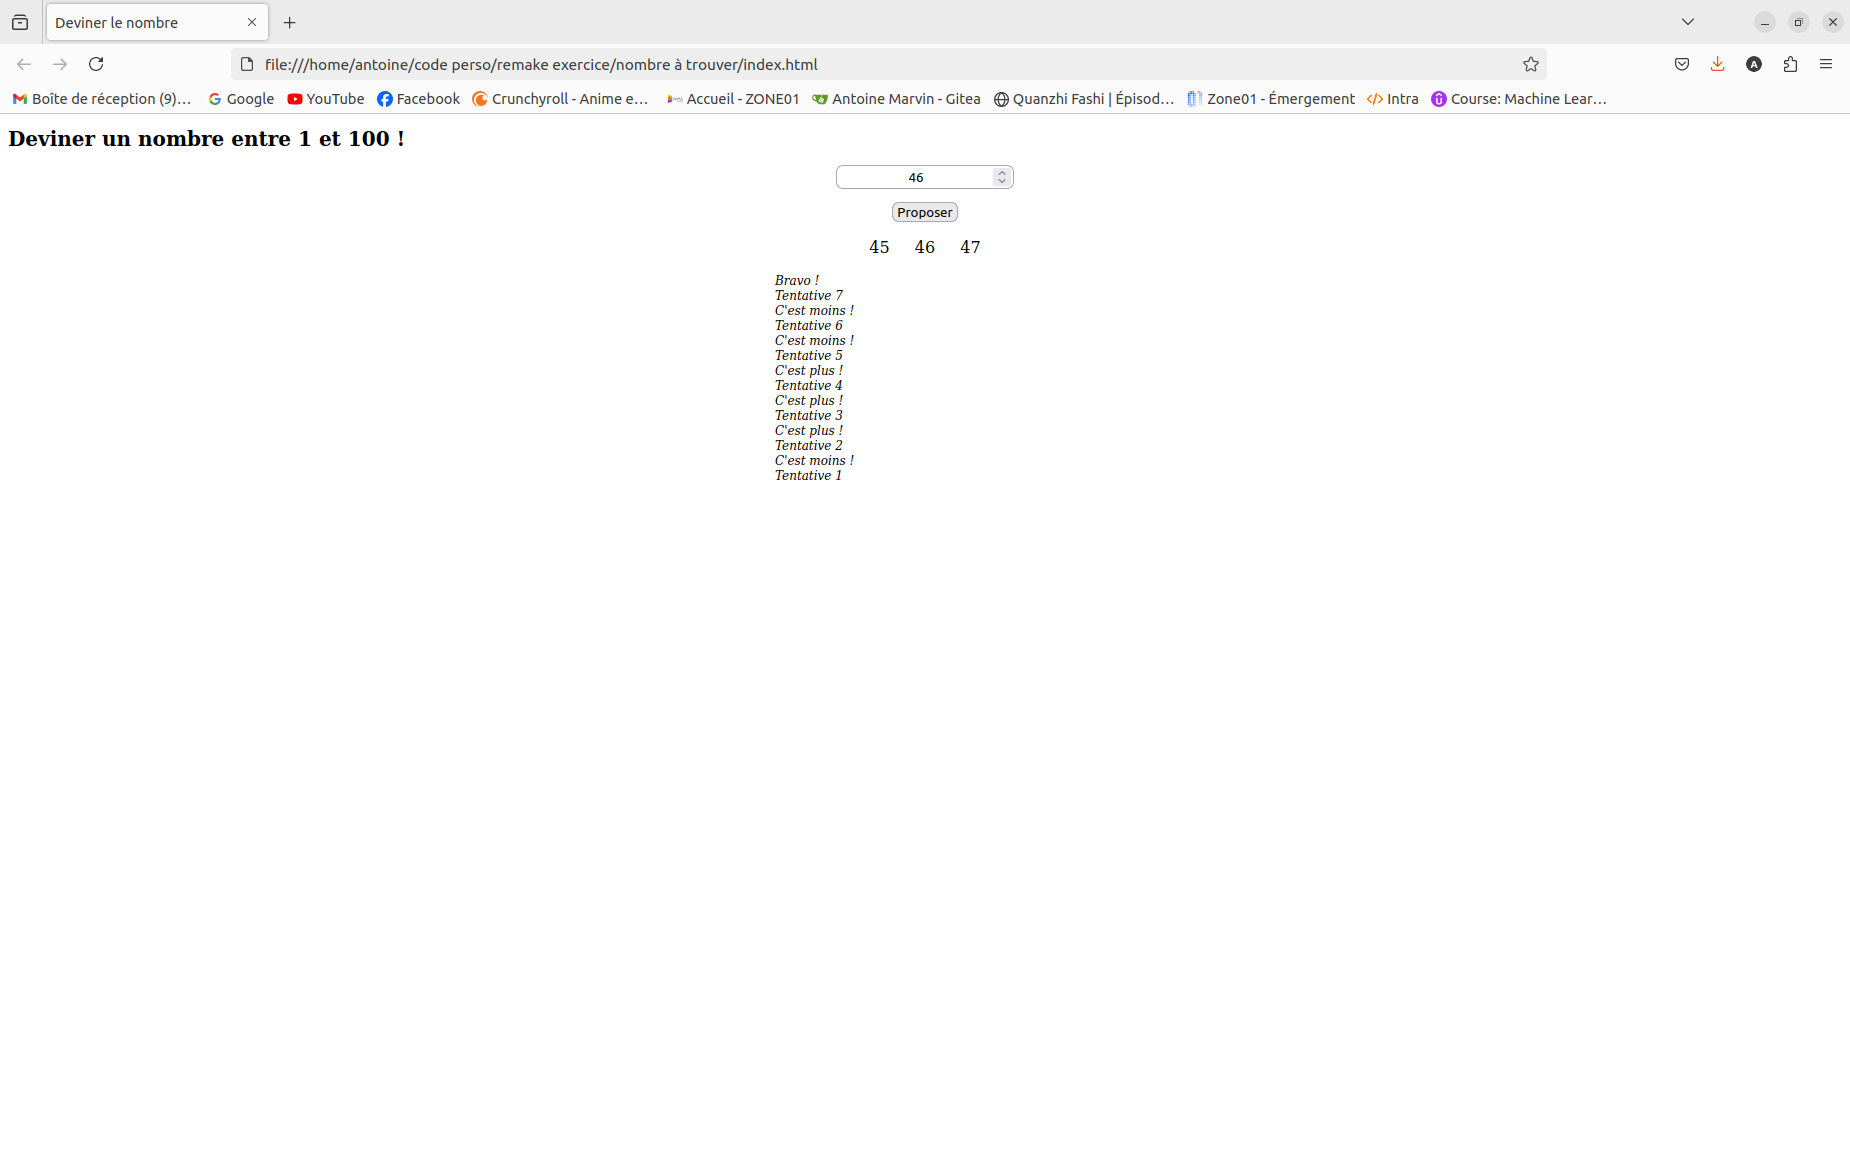 Deviner le nombre
file:///home/antoine/code perso/remake exercice/nombre à trouver/index.html
A
Boîte de réception (9)… Google YouTube Facebook Crunchyroll - Anime e… Accueil - ZONE01 Antoine Marvin - Gitea Quanzhi Fashi | Épisod… Zone01 - Émergement Intra Course: Machine Lear…
Deviner un nombre entre 1 et 100 !
46
Proposer
45 46 47
Bravo !
Tentative 7
C'est moins !
Tentative 6
C'est moins !
Tentative 5
C'est plus !
Tentative 4
C'est plus !
Tentative 3
C'est plus !
Tentative 2
C'est moins !
Tentative 1